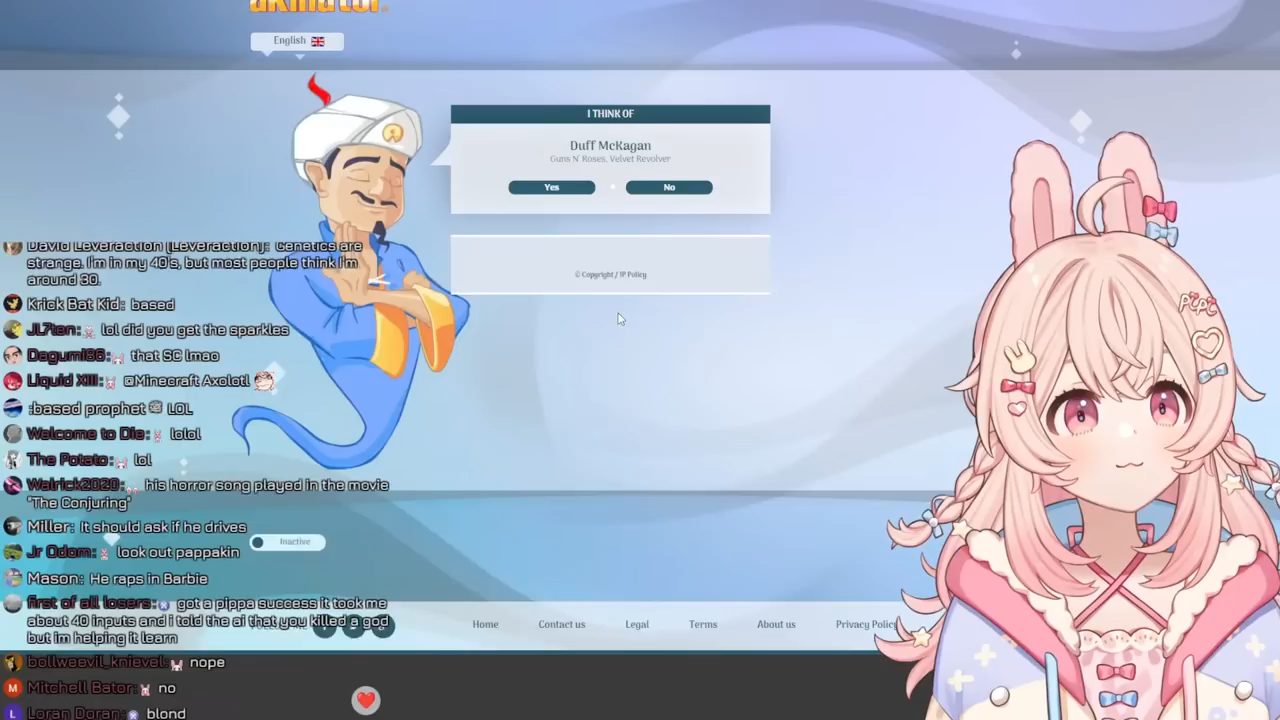 akinator.
English
I THINK OF
Duff McKagan
Guns N' Roses, Velvet Revolver
Yes
No
© Copyright / IP Policy
David Leveraction [Leveraction]: Genetics are
strange. I'm in my 40's, but most people think I'm
around 30.
Krick Bat Kid: based
JL7ten: lol did you get the sparkles
Dagumi86: that SC lmao
Liquid XIII: @Minecraft Axolotl
:based prophet LOL
Welcome to Die: lolol
The Potato: lol
Walrick2020: his horror song played in the movie
"The Conjuring"
Miller: It should ask if he drives
Jr Odom: look out pappakin
Mason: He raps in Barbie
first of all losers: got a pippa success it took me
about 40 inputs and i told the ai that you killed a god
but im helping it learn
bollweevil_knievel: nope
M Mitchell Bator: no
L Loran Doran: blond
Inactive
Home
Contact us
Legal
Terms
About us
Privacy Policy
Pipi